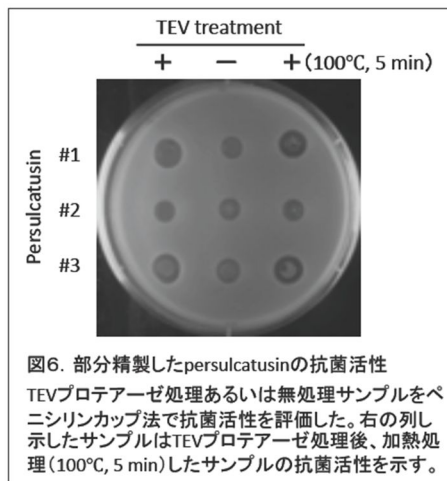 TEV treatment
+ − +(100℃, 5 min)
Persulcatusin
#1
#2
#3
図6. 部分精製したpersulcatusinの抗菌活性
TEVプロテアーゼ処理あるいは無処理サンプルをペ
ニシリンカップ法で抗菌活性を評価した。右の列し
示したサンプルはTEVプロテアーゼ処理後、加熱処
理(100℃, 5 min)したサンプルの抗菌活性を示す。